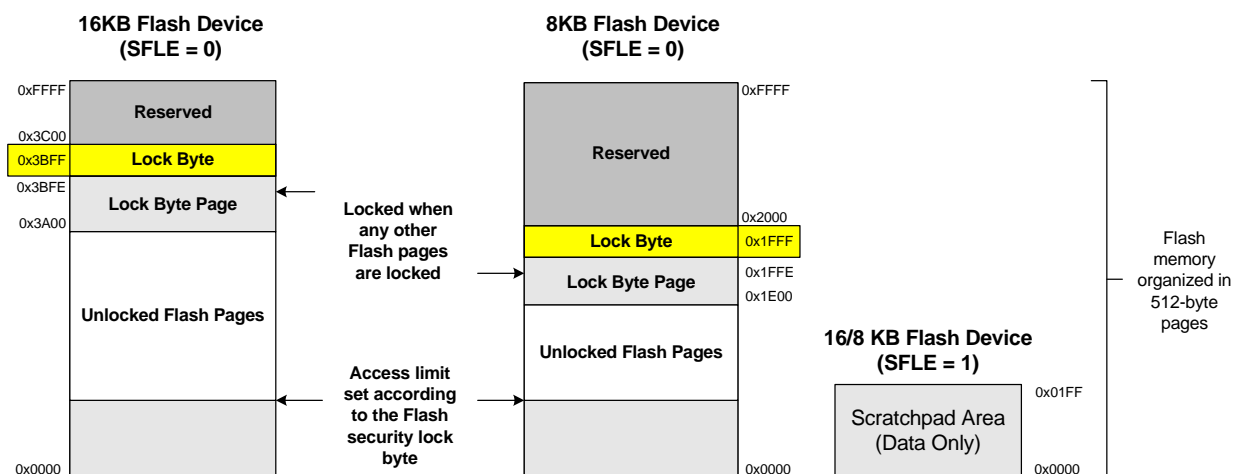 16KB Flash Device
(SFLE = 0)
0xFFFF
Reserved
0x3C00
0x3BFF
Lock Byte
0x3BFE
Lock Byte Page
0x3A00
Unlocked Flash Pages
0x0000
Locked when
any other
Flash pages
are locked
Access limit
set according
to the Flash
security lock
byte
8KB Flash Device
(SFLE = 0)
0xFFFF
Reserved
0x2000
Lock Byte
0x1FFF
0x1FFE
Lock Byte Page
0x1E00
Unlocked Flash Pages
0x0000
16/8 KB Flash Device
(SFLE = 1)
0x01FF
Scratchpad Area
(Data Only)
0x0000
Flash
memory
organized in
512-byte
pages